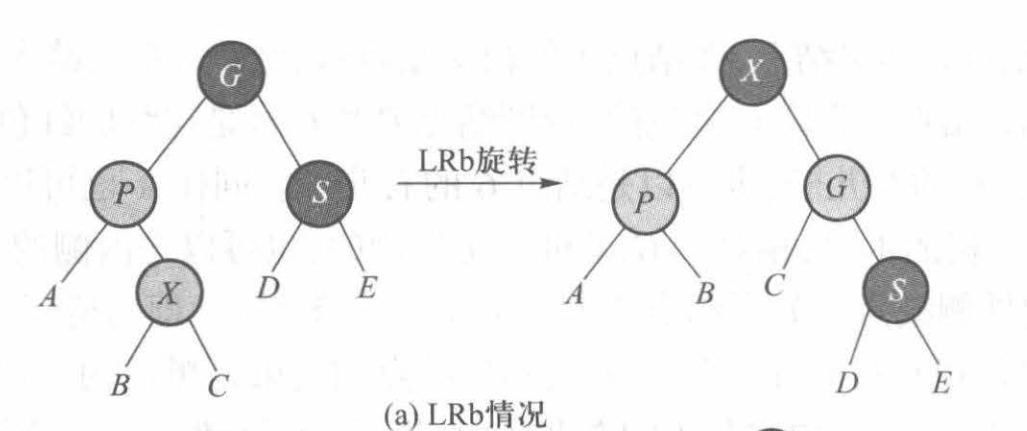 G X
LRb旋转
P S P G
A X D E A B C S
B C D E
(a) LRb情况